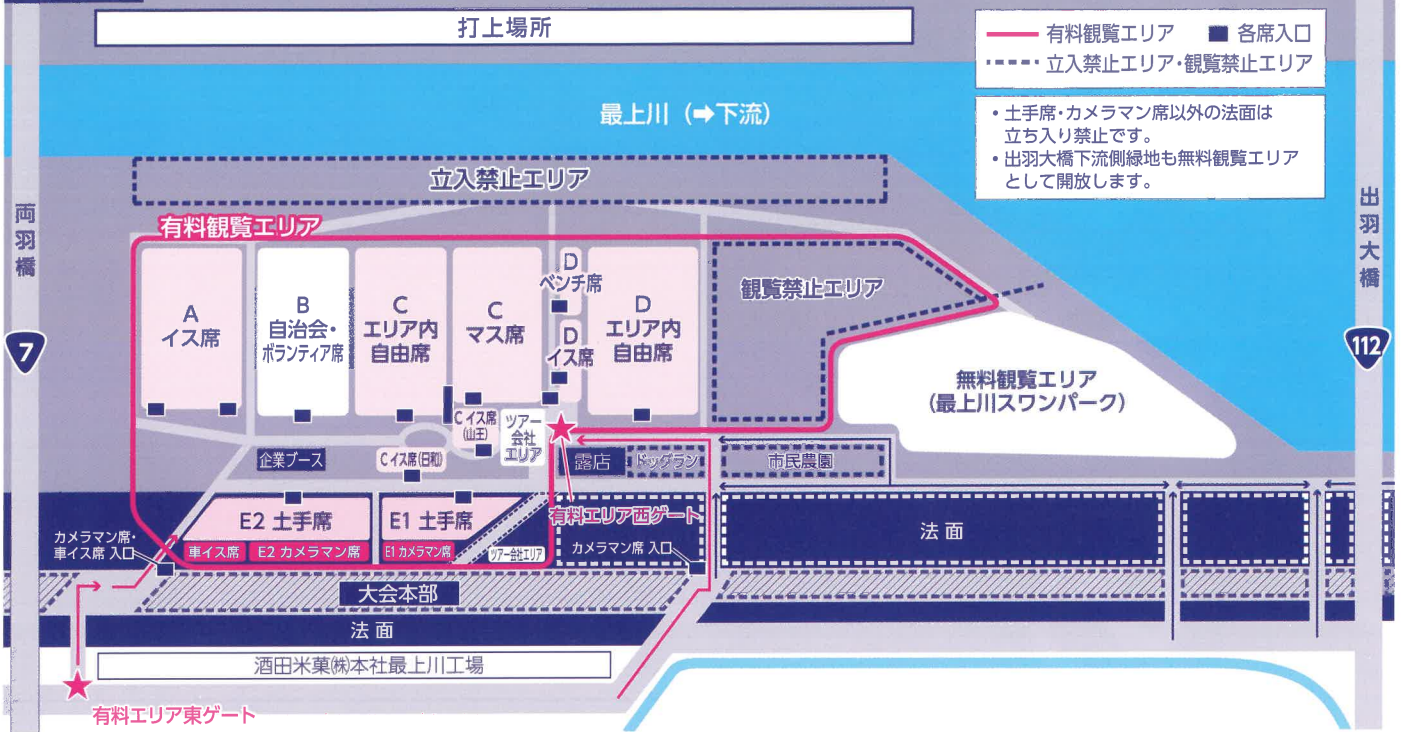 打上場所
有料観覧エリア
各席入口
立入禁止エリア・観覧禁止エリア
最上川(➡下流)
・土手席・カメラマン席以外の法面は
立ち入り禁止です。
・出羽大橋下流側緑地も無料観覧エリア
として開放します。
立入禁止エリア
両羽橋
7
出羽大橋
112
有料観覧エリア
A
イス席
B
自治会・
ボランティア席
C
エリア内
自由席
C
マス席
D
ベンチ席
D
イス席
D
エリア内
自由席
観覧禁止エリア
無料観覧エリア
(最上川スワンパーク)
C イス席
(山王)
ツアー
会社
エリア
企業ブース
C イス席(日和)
露店
ドッグラン
市民農園
E2 土手席
E1 土手席
有料エリア西ゲート
法面
カメラマン席・
車イス席 入口
車イス席
E2 カメラマン席
E1 カメラマン席
ツアー会社エリア
カメラマン席 入口
大会本部
法面
酒田米菓㈱本社最上川工場
有料エリア東ゲート